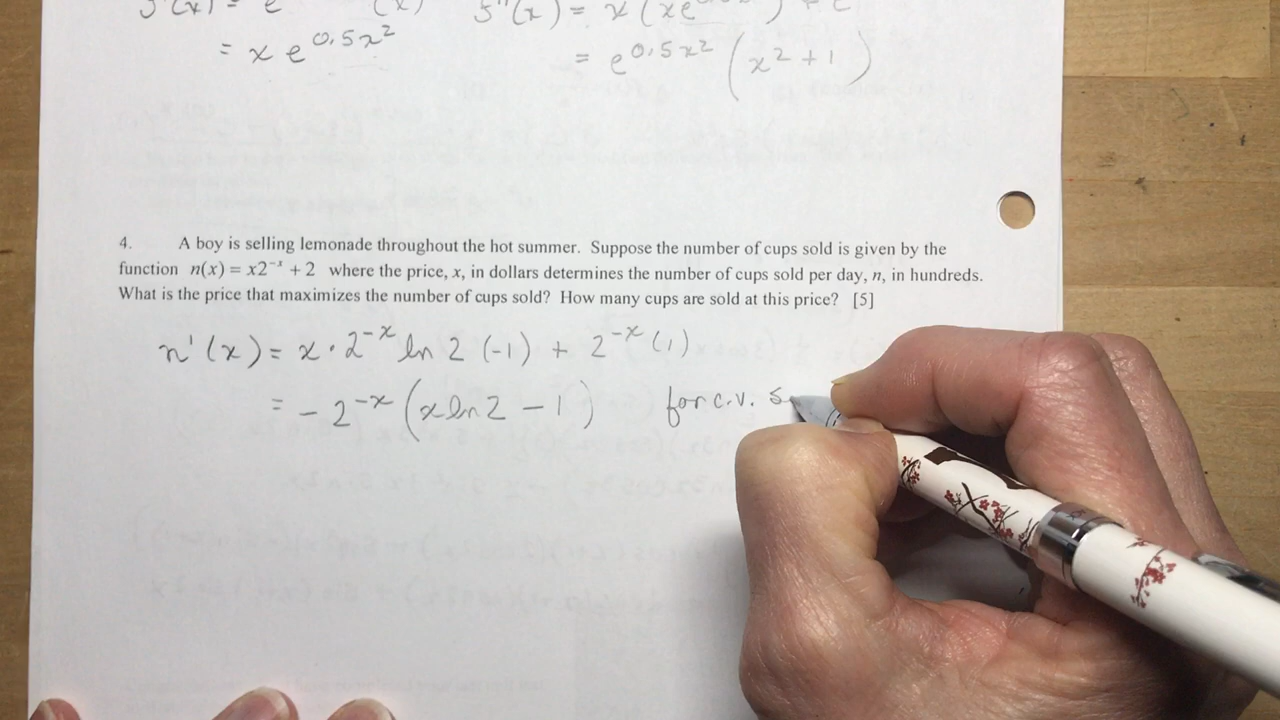 = x e^0.5x² = e^0.5x² (x² + 1)
4. A boy is selling lemonade throughout the hot summer. Suppose the number of cups sold is given by the
function n(x) = x2⁻ˣ + 2 where the price, x, in dollars determines the number of cups sold per day, n, in hundreds.
What is the price that maximizes the number of cups sold? How many cups are sold at this price? [5]
n'(x) = x · 2⁻ˣ ln 2 (-1) + 2⁻ˣ (1)
= - 2⁻ˣ (x ln 2 - 1) for c.v. s